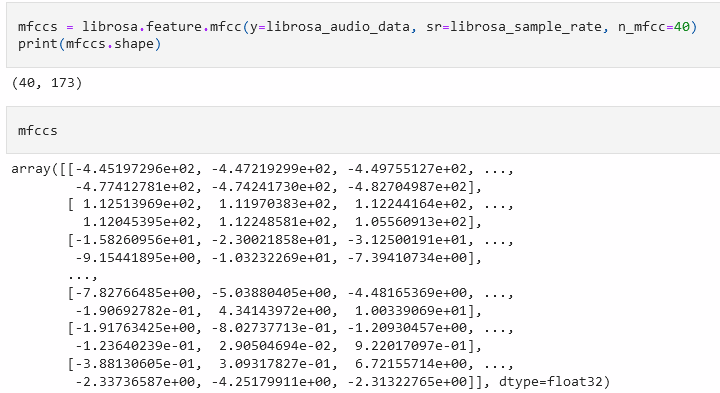 mfccs = librosa.feature.mfcc(y=librosa_audio_data, sr=librosa_sample_rate, n_mfcc=40)
print(mfccs.shape)
(40, 173)
mfccs
array([[-4.45197296e+02, -4.47219299e+02, -4.49755127e+02, ...,
        -4.77412781e+02, -4.74241730e+02, -4.82704987e+02],
       [ 1.12513969e+02,  1.11970383e+02,  1.12244164e+02, ...,
         1.12045395e+02,  1.12248581e+02,  1.05560913e+02],
       [-1.58260956e+01, -2.30021858e+01, -3.12500191e+01, ...,
        -9.15441895e+00, -1.03232269e+01, -7.39410734e+00],
       ...,
       [-7.82766485e+00, -5.03880405e+00, -4.48165369e+00, ...,
        -1.90692782e-01,  4.34143972e+00,  1.00339069e+01],
       [-1.91763425e+00, -8.02737713e-01, -1.20930457e+00, ...,
        -1.23640239e-01,  2.90504694e-02,  9.22017097e-01],
       [-3.88130605e-01,  3.09317827e-01,  6.72155714e+00, ...,
        -2.33736587e+00, -4.25179911e+00, -2.31322765e+00]], dtype=float32)